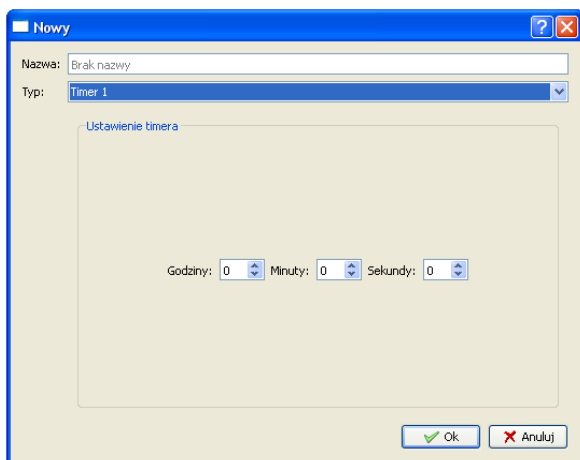 Nowy
Nazwa: Brak nazwy
Typ: Timer 1
Ustawienie timera
Godziny: 0 Minuty: 0 Sekundy: 0
Ok Anuluj